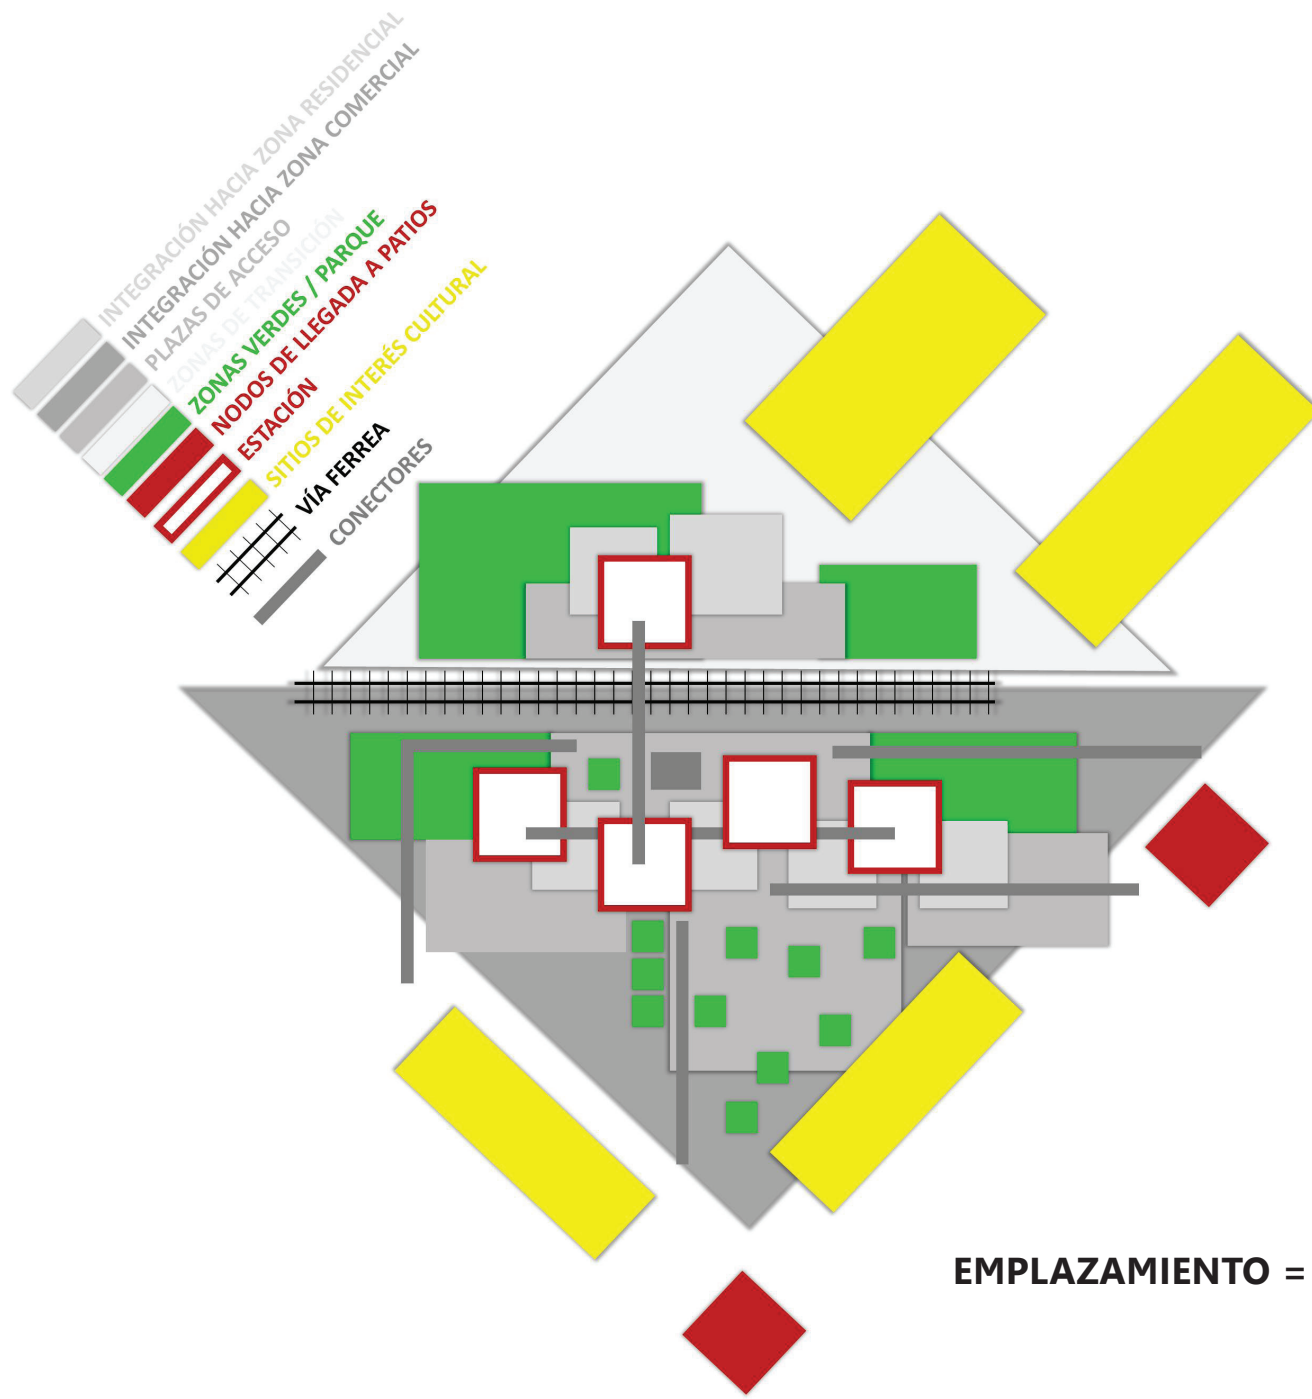 INTEGRACIÓN HACIA ZONA RESIDENCIAL
INTEGRACIÓN HACIA ZONA COMERCIAL
PLAZAS DE ACCESO
ZONAS DE TRANSICIÓN
ZONAS VERDES / PARQUE
NODOS DE LLEGADA A PATIOS
ESTACIÓN
SITIOS DE INTERÉS CULTURAL
VÍA FERREA
CONECTORES
EMPLAZAMIENTO =